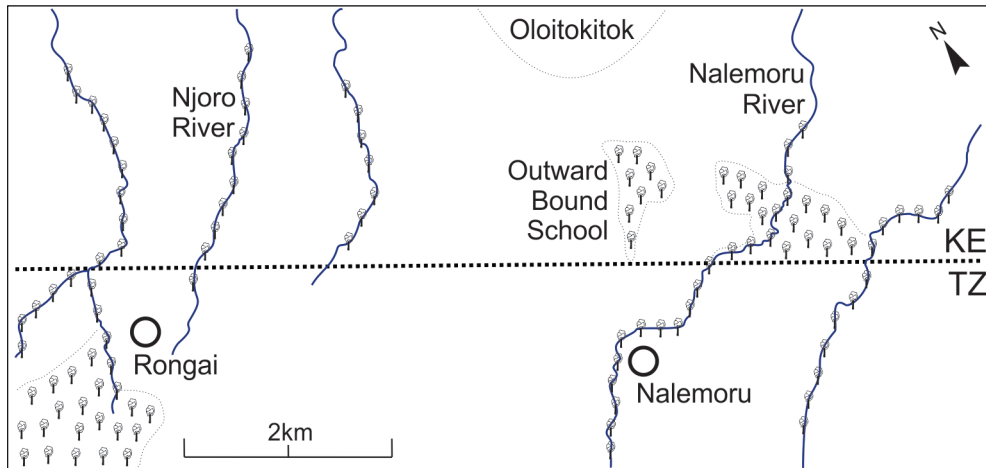 Oloitokitok
N
Njoro
River
Nalemoru
River
Outward
Bound
School
KE
TZ
Rongai
Nalemoru
2km